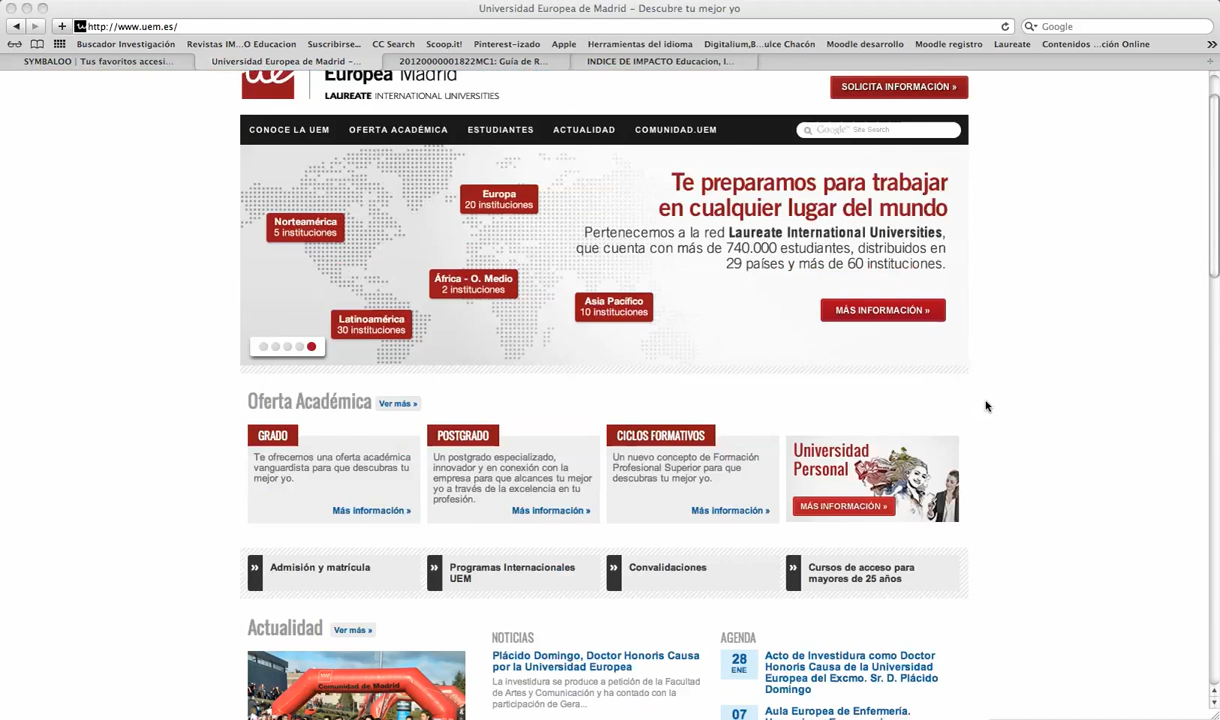 Universidad Europea de Madrid – Descubre tu mejor yo
http://www.uem.es/
Google
Buscador Investigación Revistas IM...O Educacion Suscribirse... CC Search Scoop.it! Pinterest-izado Apple Herramientas del idioma Digitalium,B...ulce Chacón Moodle desarrollo Moodle registro Laureate Contenidos ...ción Online
SYMBALOO | Tus favoritos accesi... Universidad Europea de Madrid –... 20120000001822MC1: Guía de R... INDICE DE IMPACTO Educacion, I...
ue Europea Madrid
LAUREATE INTERNATIONAL UNIVERSITIES
SOLICITA INFORMACIÓN »
CONOCE LA UEM OFERTA ACADÉMICA ESTUDIANTES ACTUALIDAD COMUNIDAD.UEM
Google™ Site Search
Te preparamos para trabajar
en cualquier lugar del mundo
Pertenecemos a la red Laureate International Universities,
que cuenta con más de 740.000 estudiantes, distribuidos en
29 países y más de 60 instituciones.
MÁS INFORMACIÓN »
Europa
20 instituciones
Norteamérica
5 instituciones
África - O. Medio
2 instituciones
Asia Pacífico
10 instituciones
Latinoamérica
30 instituciones
Oferta Académica Ver más »
GRADO
Te ofrecemos una oferta académica
vanguardista para que descubras tu
mejor yo.
Más información »
POSTGRADO
Un postgrado especializado,
innovador y en conexión con la
empresa para que alcances tu mejor
yo a través de la excelencia en tu
profesión.
Más información »
CICLOS FORMATIVOS
Un nuevo concepto de Formación
Profesional Superior para que
descubras tu mejor yo.
Más información »
Universidad
Personal
MÁS INFORMACIÓN »
» Admisión y matrícula
» Programas Internacionales
UEM
» Convalidaciones
» Cursos de acceso para
mayores de 25 años
Actualidad Ver más »
Comunidad de Madrid
NOTICIAS
Plácido Domingo, Doctor Honoris Causa
por la Universidad Europea
La investidura se produce a petición de la Facultad
de Artes y Comunicación y ha contado con la
participación de Gera...
AGENDA
28
ENE
Acto de Investidura como Doctor
Honoris Causa de la Universidad
Europea del Excmo. Sr. D. Plácido
Domingo
07
Aula Europea de Enfermería.